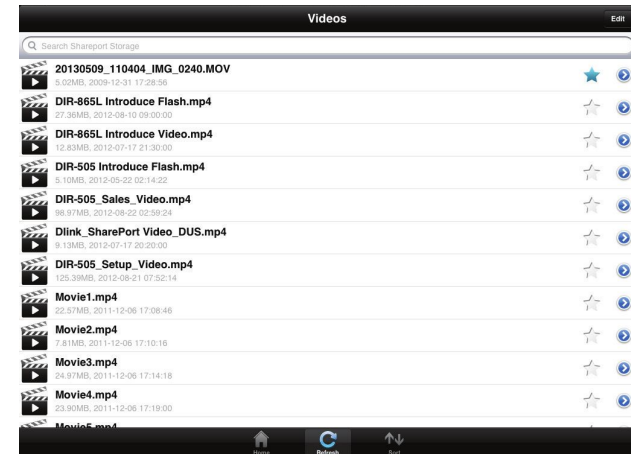 Videos
Edit
Search Shareport Storage
20130509_110404_IMG_0240.MOV
5.02MB, 2009-12-31 17:28:56
DIR-865L Introduce Flash.mp4
27.36MB, 2012-08-10 09:00:00
DIR-865L Introduce Video.mp4
12.83MB, 2012-07-17 21:30:00
DIR-505 Introduce Flash.mp4
5.10MB, 2012-05-22 02:14:22
DIR-505_Sales_Video.mp4
98.97MB, 2012-08-22 02:59:24
Dlink_SharePort Video_DUS.mp4
9.13MB, 2012-07-17 20:20:00
DIR-505_Setup_Video.mp4
125.39MB, 2012-08-21 07:52:14
Movie1.mp4
22.57MB, 2011-12-06 17:08:46
Movie2.mp4
7.81MB, 2011-12-06 17:10:16
Movie3.mp4
24.97MB, 2011-12-06 17:14:18
Movie4.mp4
23.90MB, 2011-12-06 17:19:00
Movie5.mp4
Home Refresh Sort